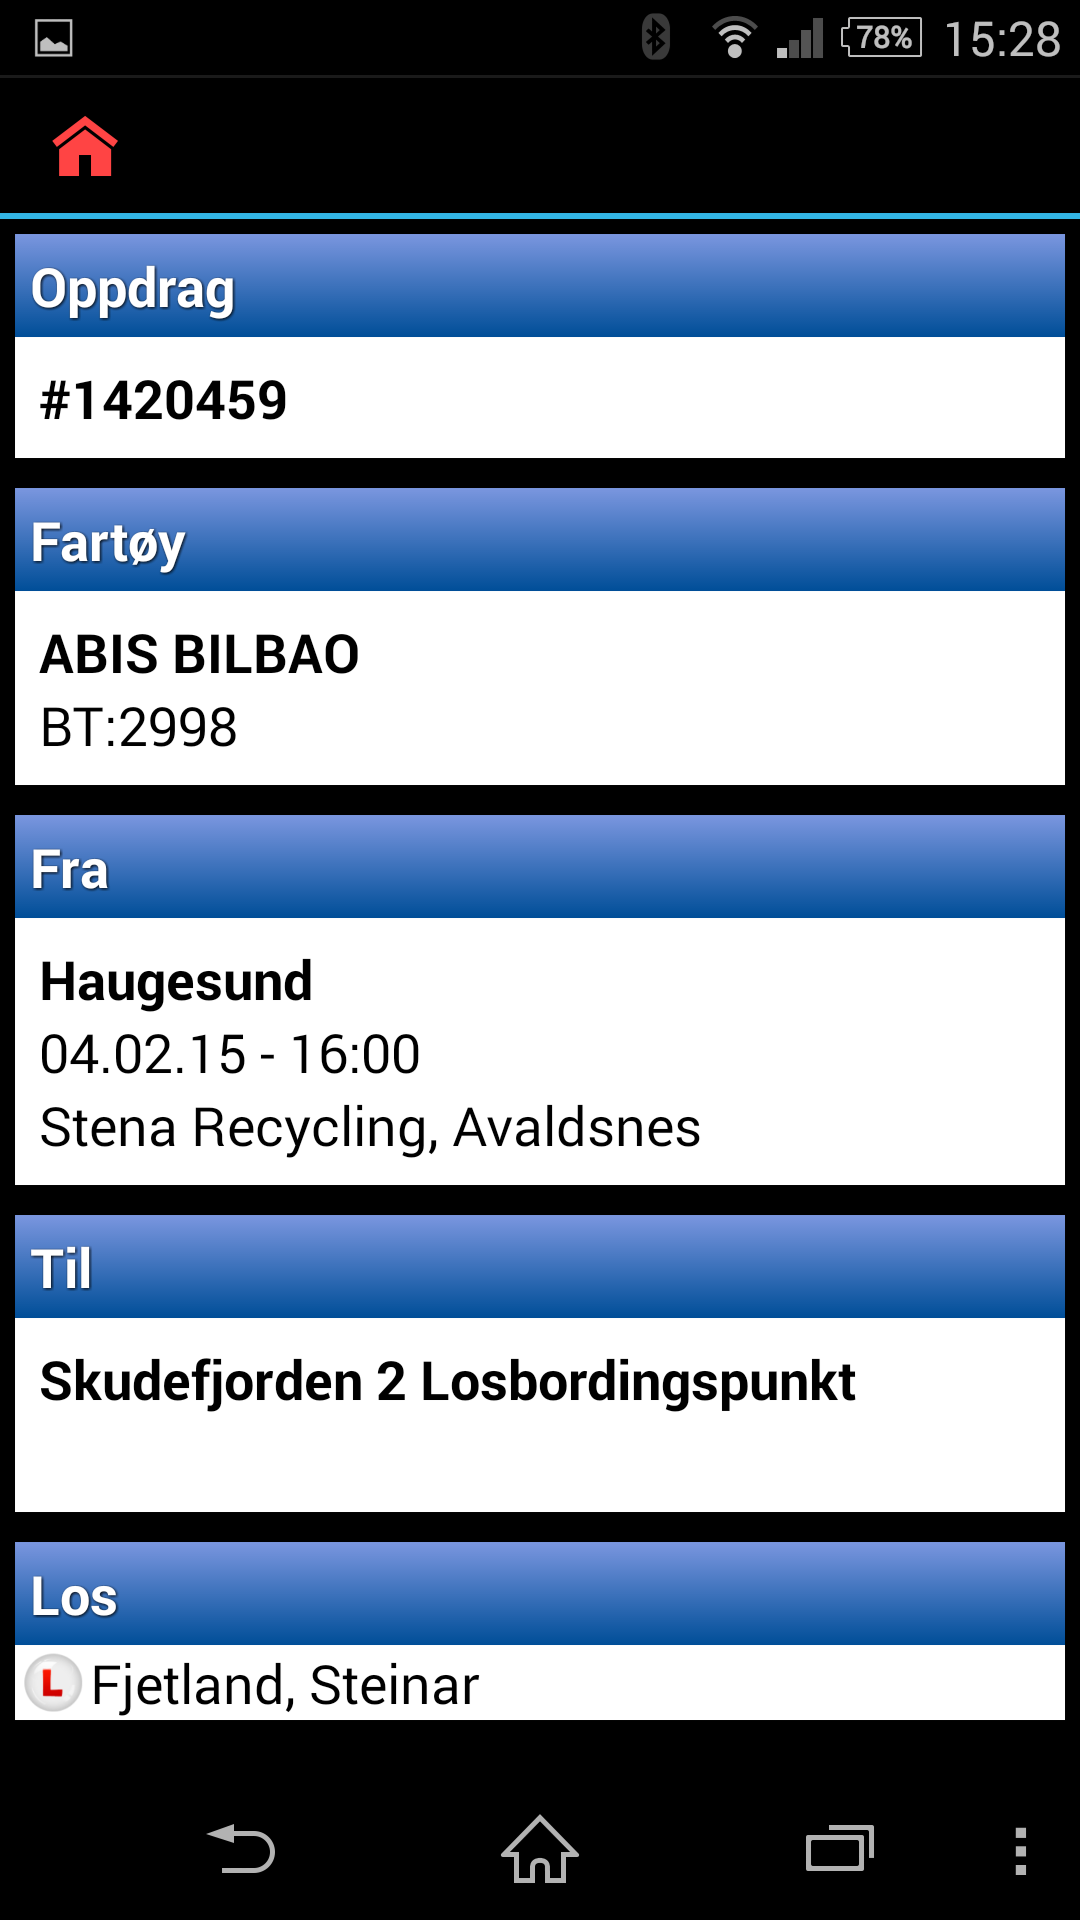 78% 15:28
Oppdrag
#1420459
Fartøy
ABIS BILBAO
BT:2998
Fra
Haugesund
04.02.15 - 16:00
Stena Recycling, Avaldsnes
Til
Skudefjorden 2 Losbordingspunkt
Los
L Fjetland, Steinar